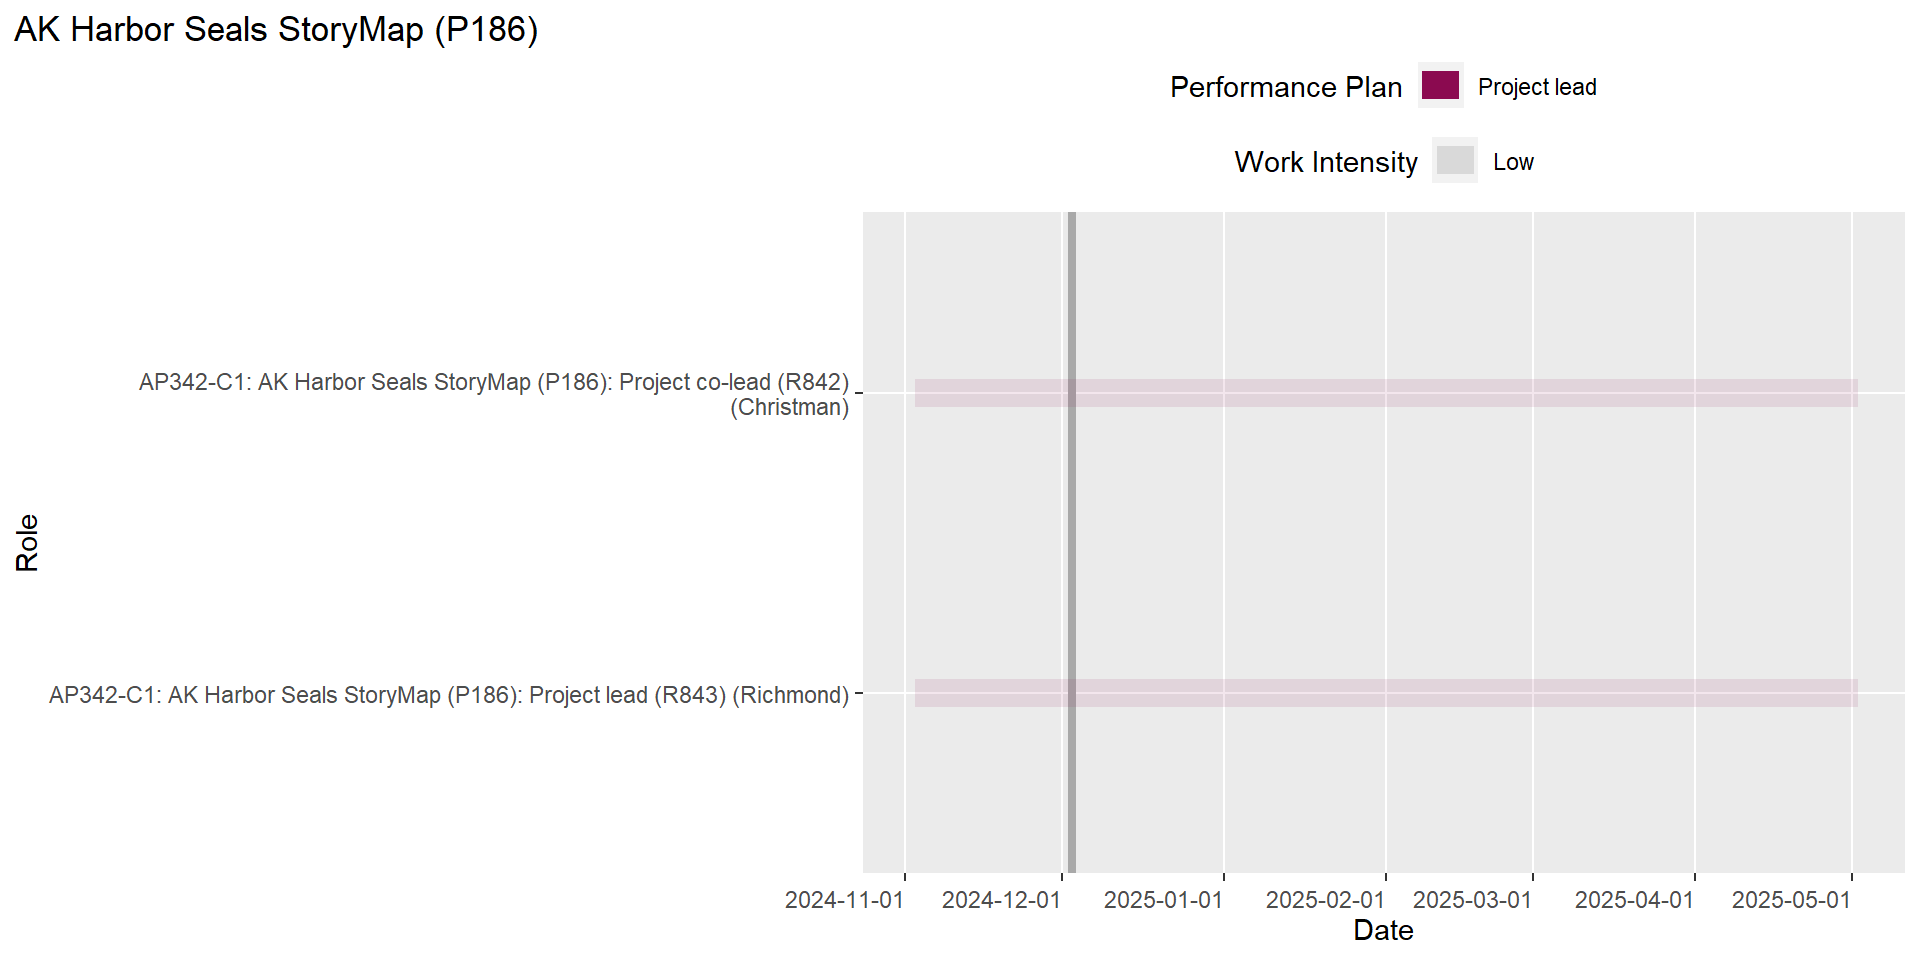 AK Harbor Seals StoryMap (P186)
Performance Plan Project lead
Work Intensity Low
AP342-C1: AK Harbor Seals StoryMap (P186): Project co-lead (R842)
(Christman)
Role
AP342-C1: AK Harbor Seals StoryMap (P186): Project lead (R843) (Richmond)
2024-11-01 2024-12-01 2025-01-01 2025-02-01 2025-03-01 2025-04-01 2025-05-01
Date